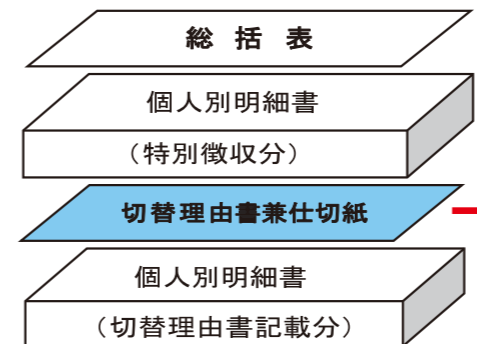 総括表
個人別明細書
（特別徴収分）
切替理由書兼仕切紙
個人別明細書
（切替理由書記載分）